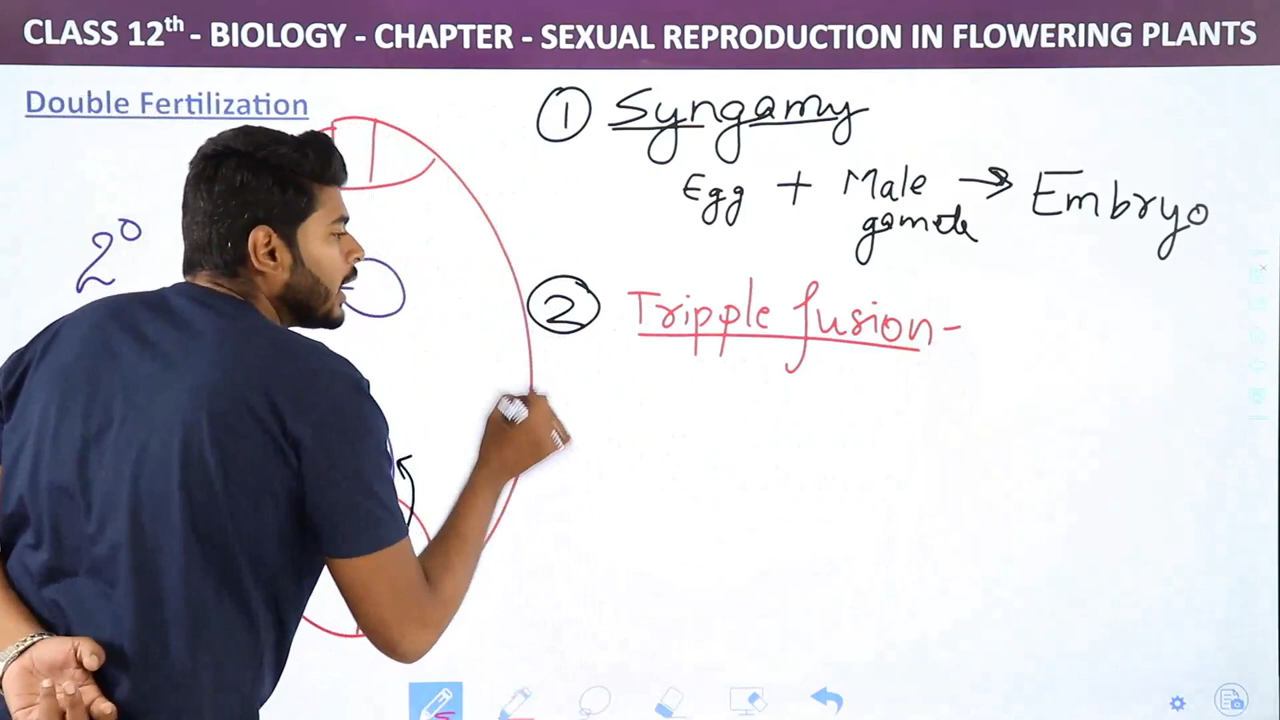 CLASS 12th - BIOLOGY - CHAPTER - SEXUAL REPRODUCTION IN FLOWERING PLANTS
Double Fertilization
① Syngamy
Egg + Male gamete → Embryo
2°
② Tripple fusion-